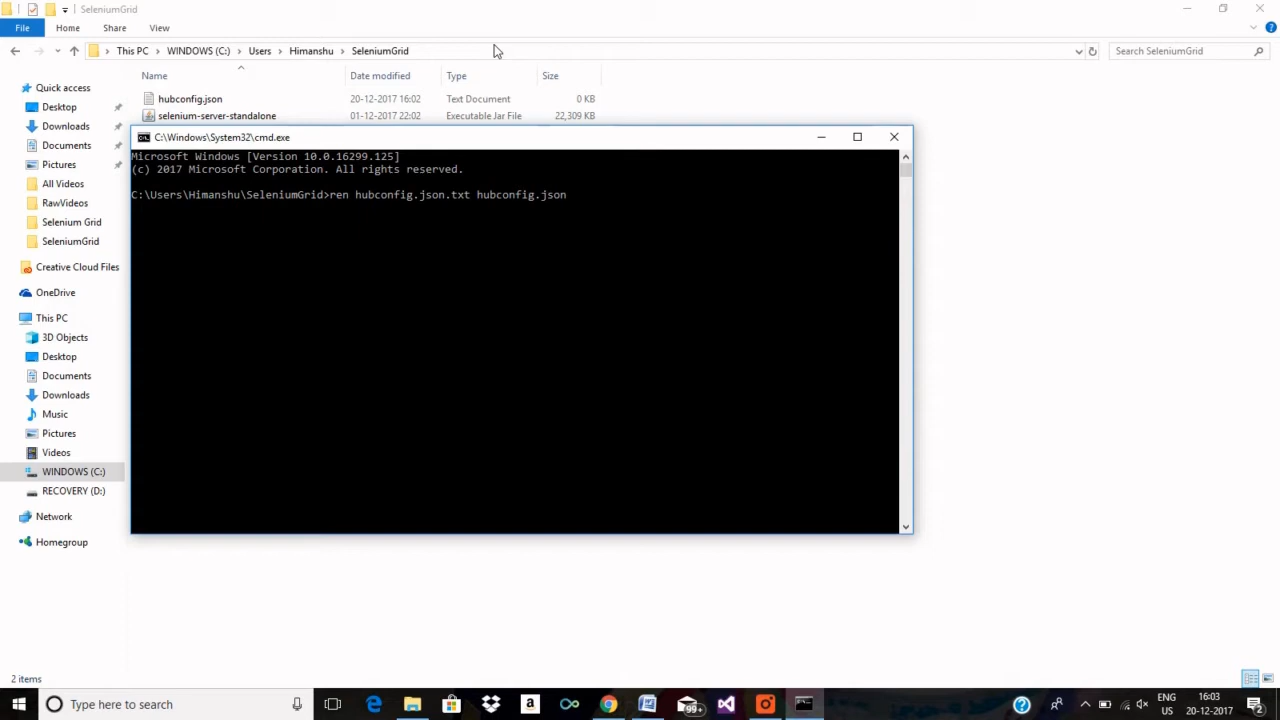 SeleniumGrid
File Home Share View
This PC WINDOWS (C:) Users Himanshu SeleniumGrid
Search SeleniumGrid
Name Date modified Type Size
hubconfig.json 20-12-2017 16:02 Text Document 0 KB
selenium-server-standalone 01-12-2017 22:02 Executable Jar File 22,309 KB
Quick access
Desktop
Downloads
Documents
Pictures
All Videos
RawVideos
Selenium Grid
SeleniumGrid
Creative Cloud Files
OneDrive
This PC
3D Objects
Desktop
Documents
Downloads
Music
Pictures
Videos
WINDOWS (C:)
RECOVERY (D:)
Network
Homegroup
C:\Windows\System32\cmd.exe
Microsoft Windows [Version 10.0.16299.125]
(c) 2017 Microsoft Corporation. All rights reserved.
C:\Users\Himanshu\SeleniumGrid>ren hubconfig.json.txt hubconfig.json
2 items
Type here to search
99+
ENG
US
16:03
20-12-2017
2